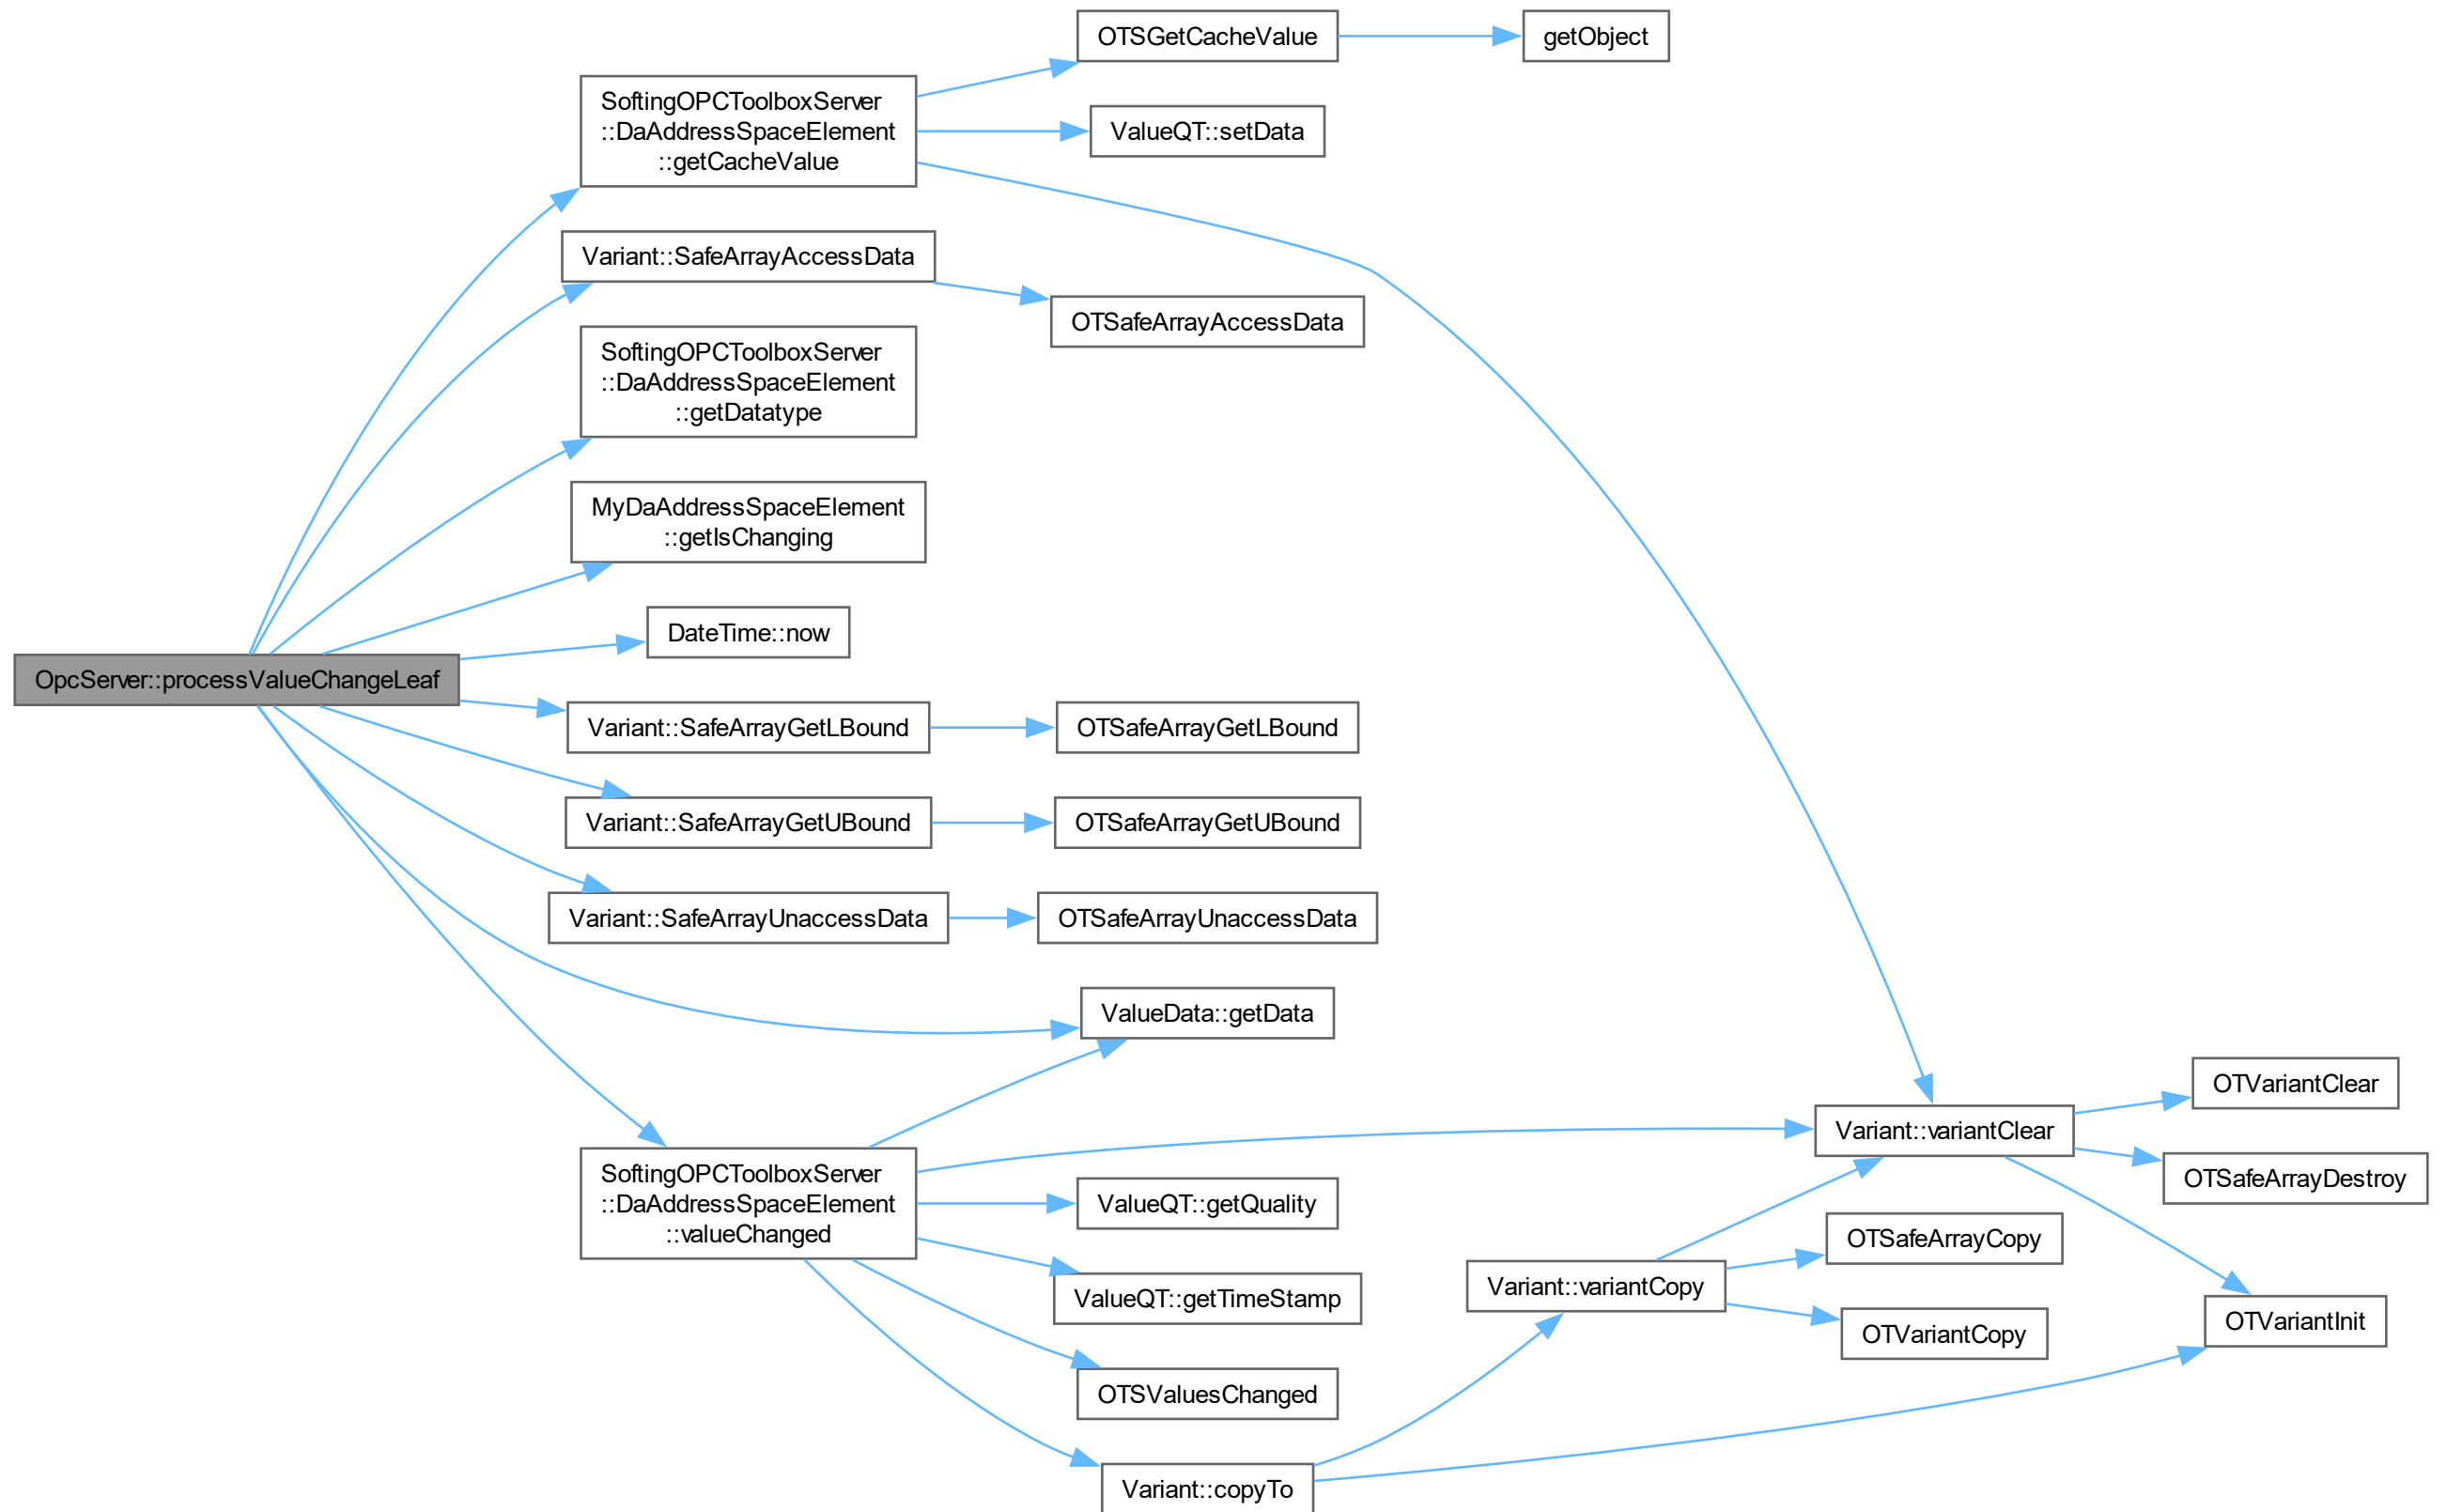 OpcServer::processValueChangeLeaf
SoftingOPCToolboxServer
::DaAddressSpaceElement
::getCacheValue
Variant::SafeArrayAccessData
SoftingOPCToolboxServer
::DaAddressSpaceElement
::getDatatype
MyDaAddressSpaceElement
::getIsChanging
DateTime::now
Variant::SafeArrayGetLBound
Variant::SafeArrayGetUBound
Variant::SafeArrayUnaccessData
SoftingOPCToolboxServer
::DaAddressSpaceElement
::valueChanged
OTSGetCacheValue
ValueQT::setData
OTSafeArrayAccessData
OTSafeArrayGetLBound
OTSafeArrayGetUBound
OTSafeArrayUnaccessData
ValueData::getData
ValueQT::getQuality
ValueQT::getTimeStamp
OTSValuesChanged
Variant::copyTo
getObject
Variant::variantCopy
Variant::variantClear
OTSafeArrayCopy
OTVariantCopy
OTVariantClear
OTSafeArrayDestroy
OTVariantInit